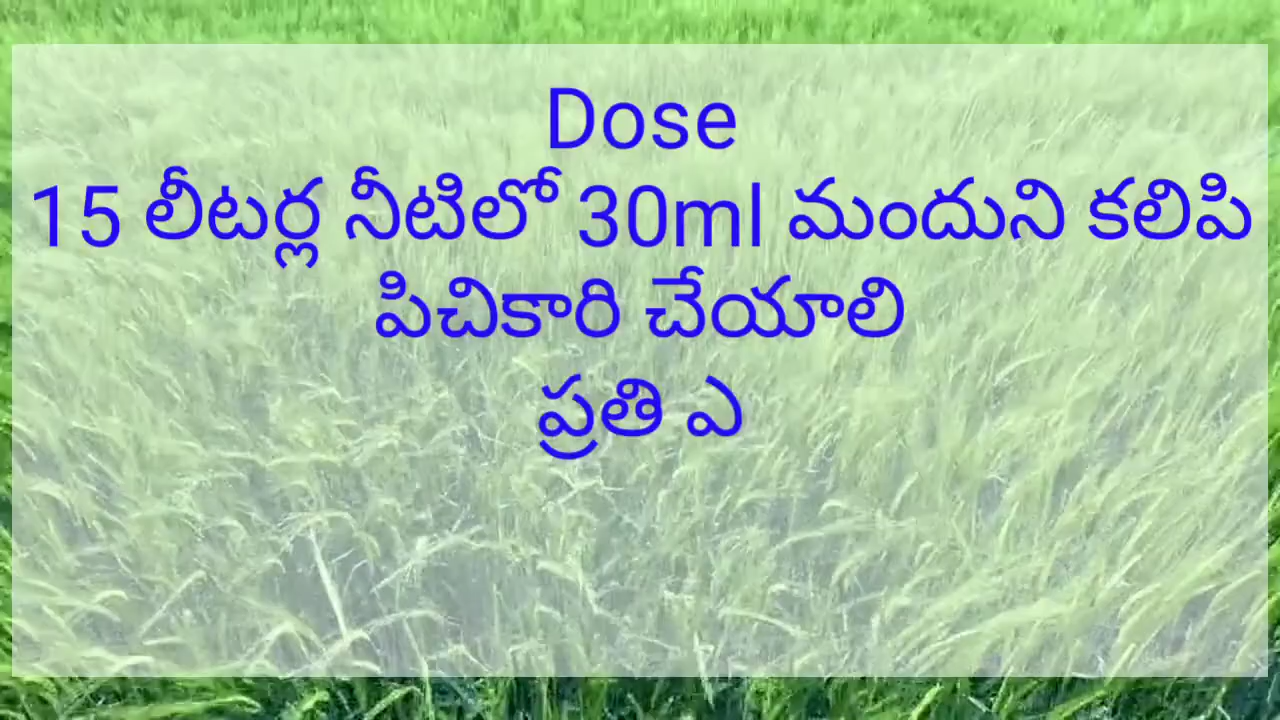 Dose
15 లీటర్ల నీటిలో 30ml మందుని కలిపి
పిచికారి చేయాలి
ప్రతి ఎ